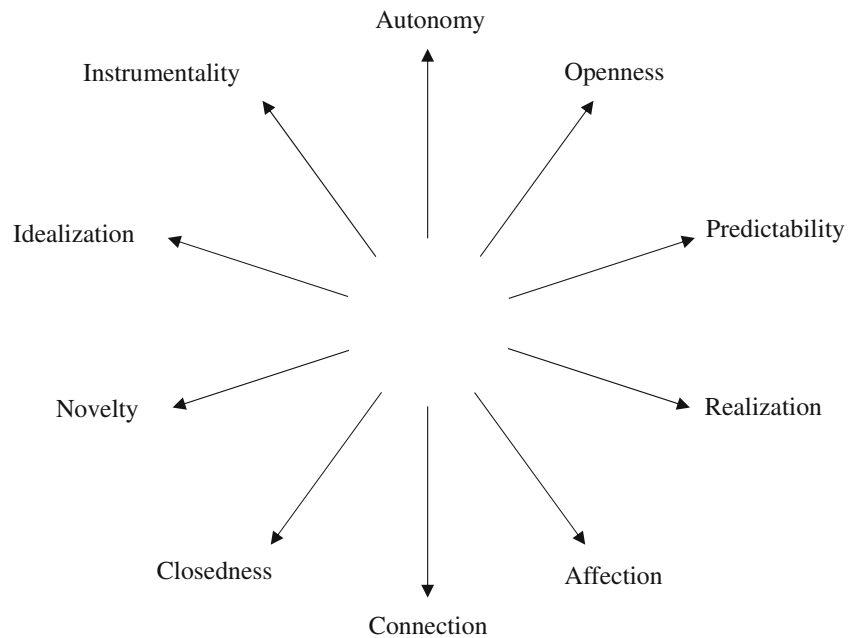 Autonomy
Instrumentality
Openness
Idealization
Predictability
Novelty
Realization
Closedness
Affection
Connection